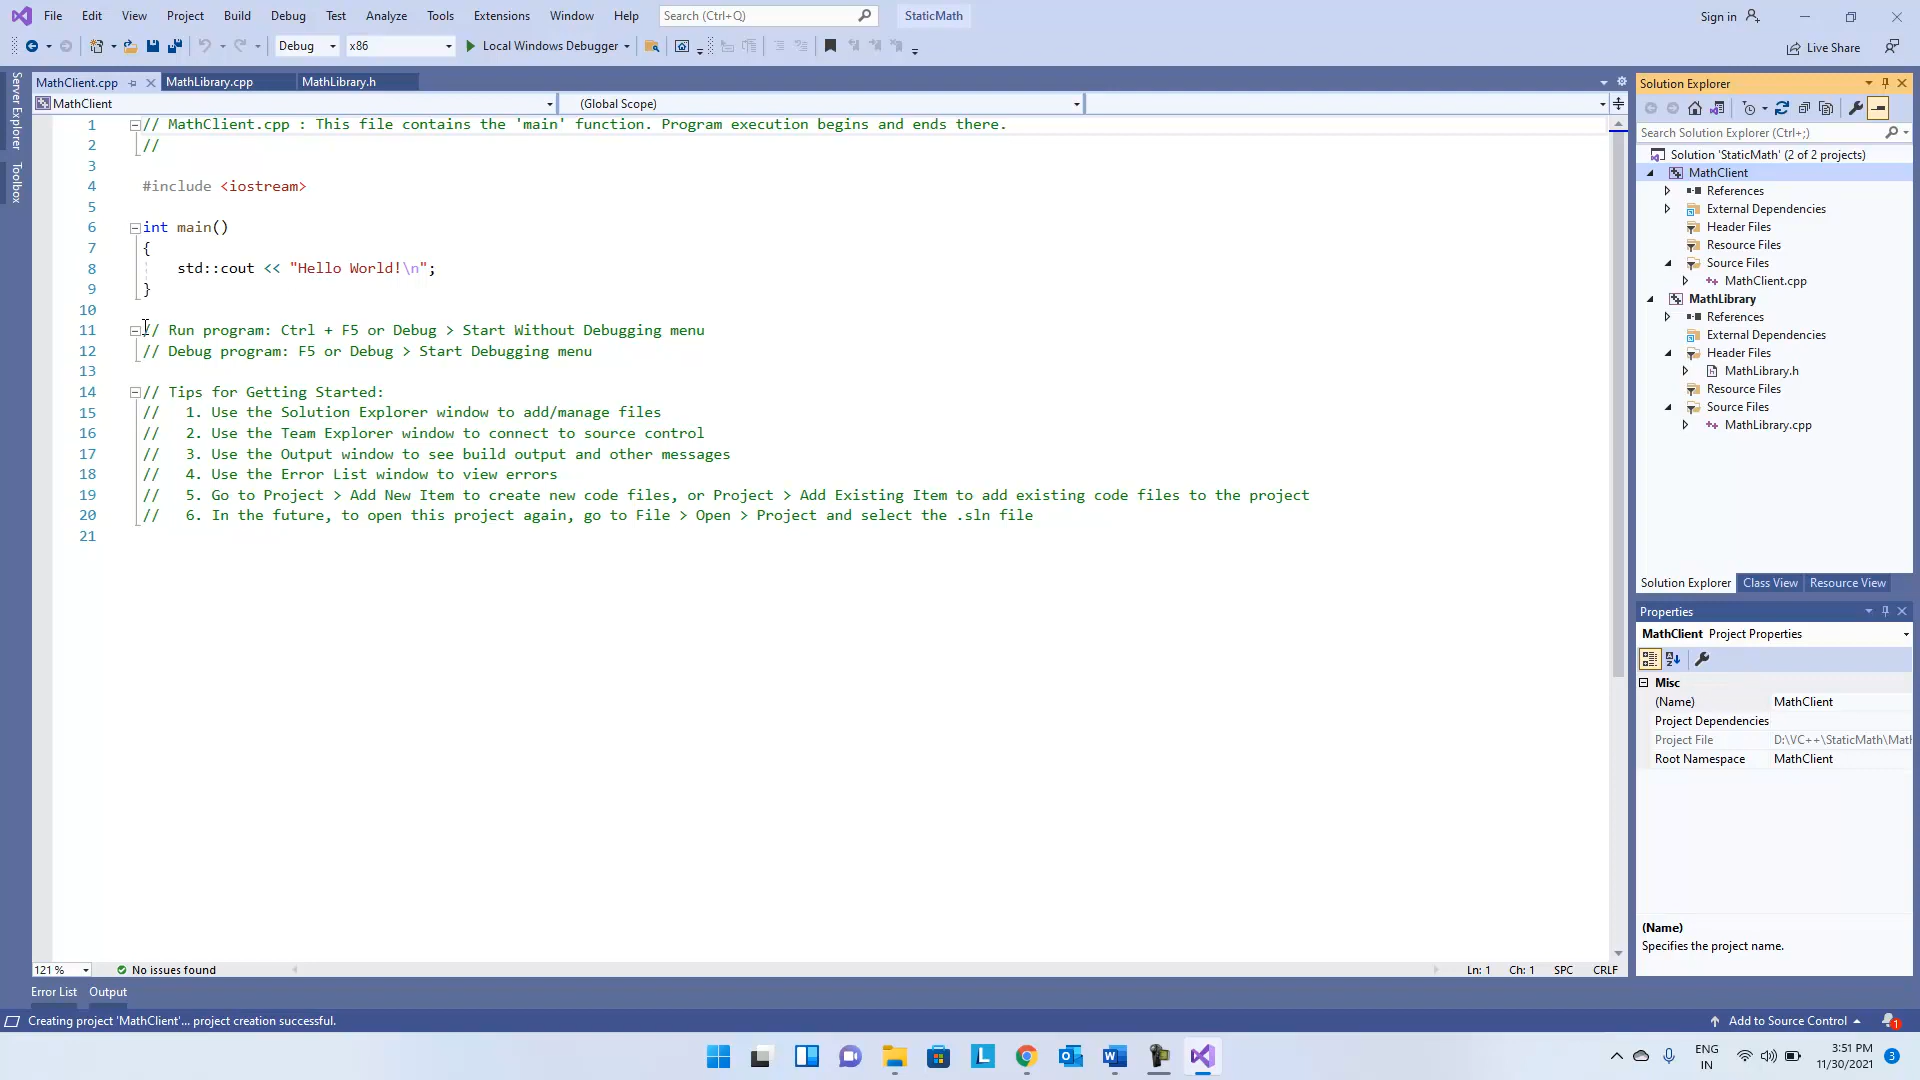 File Edit View Project Build Debug Test Analyze Tools Extensions Window Help Search (Ctrl+Q) StaticMath Sign in
Debug x86 Local Windows Debugger Live Share
Server Explorer
Toolbox
MathClient.cpp MathLibrary.cpp MathLibrary.h
MathClient (Global Scope)
1 // MathClient.cpp : This file contains the 'main' function. Program execution begins and ends there.
2 //
3
4 #include <iostream>
5
6 int main()
7 {
8 std::cout << "Hello World!\n";
9 }
10
11 // Run program: Ctrl + F5 or Debug > Start Without Debugging menu
12 // Debug program: F5 or Debug > Start Debugging menu
13
14 // Tips for Getting Started:
15 // 1. Use the Solution Explorer window to add/manage files
16 // 2. Use the Team Explorer window to connect to source control
17 // 3. Use the Output window to see build output and other messages
18 // 4. Use the Error List window to view errors
19 // 5. Go to Project > Add New Item to create new code files, or Project > Add Existing Item to add existing code files to the project
20 // 6. In the future, to open this project again, go to File > Open > Project and select the .sln file
21
121 % No issues found Ln: 1 Ch: 1 SPC CRLF
Solution Explorer
Search Solution Explorer (Ctrl+;)
Solution 'StaticMath' (2 of 2 projects)
MathClient
References
External Dependencies
Header Files
Resource Files
Source Files
MathClient.cpp
MathLibrary
References
External Dependencies
Header Files
MathLibrary.h
Resource Files
Source Files
MathLibrary.cpp
Solution Explorer Class View Resource View
Properties
MathClient Project Properties
Misc
(Name) MathClient
Project Dependencies
Project File D:\VC++\StaticMath\Mat
Root Namespace MathClient
(Name)
Specifies the project name.
Error List Output
Creating project 'MathClient'... project creation successful. Add to Source Control 1
ENG
IN
3:51 PM
11/30/2021
3